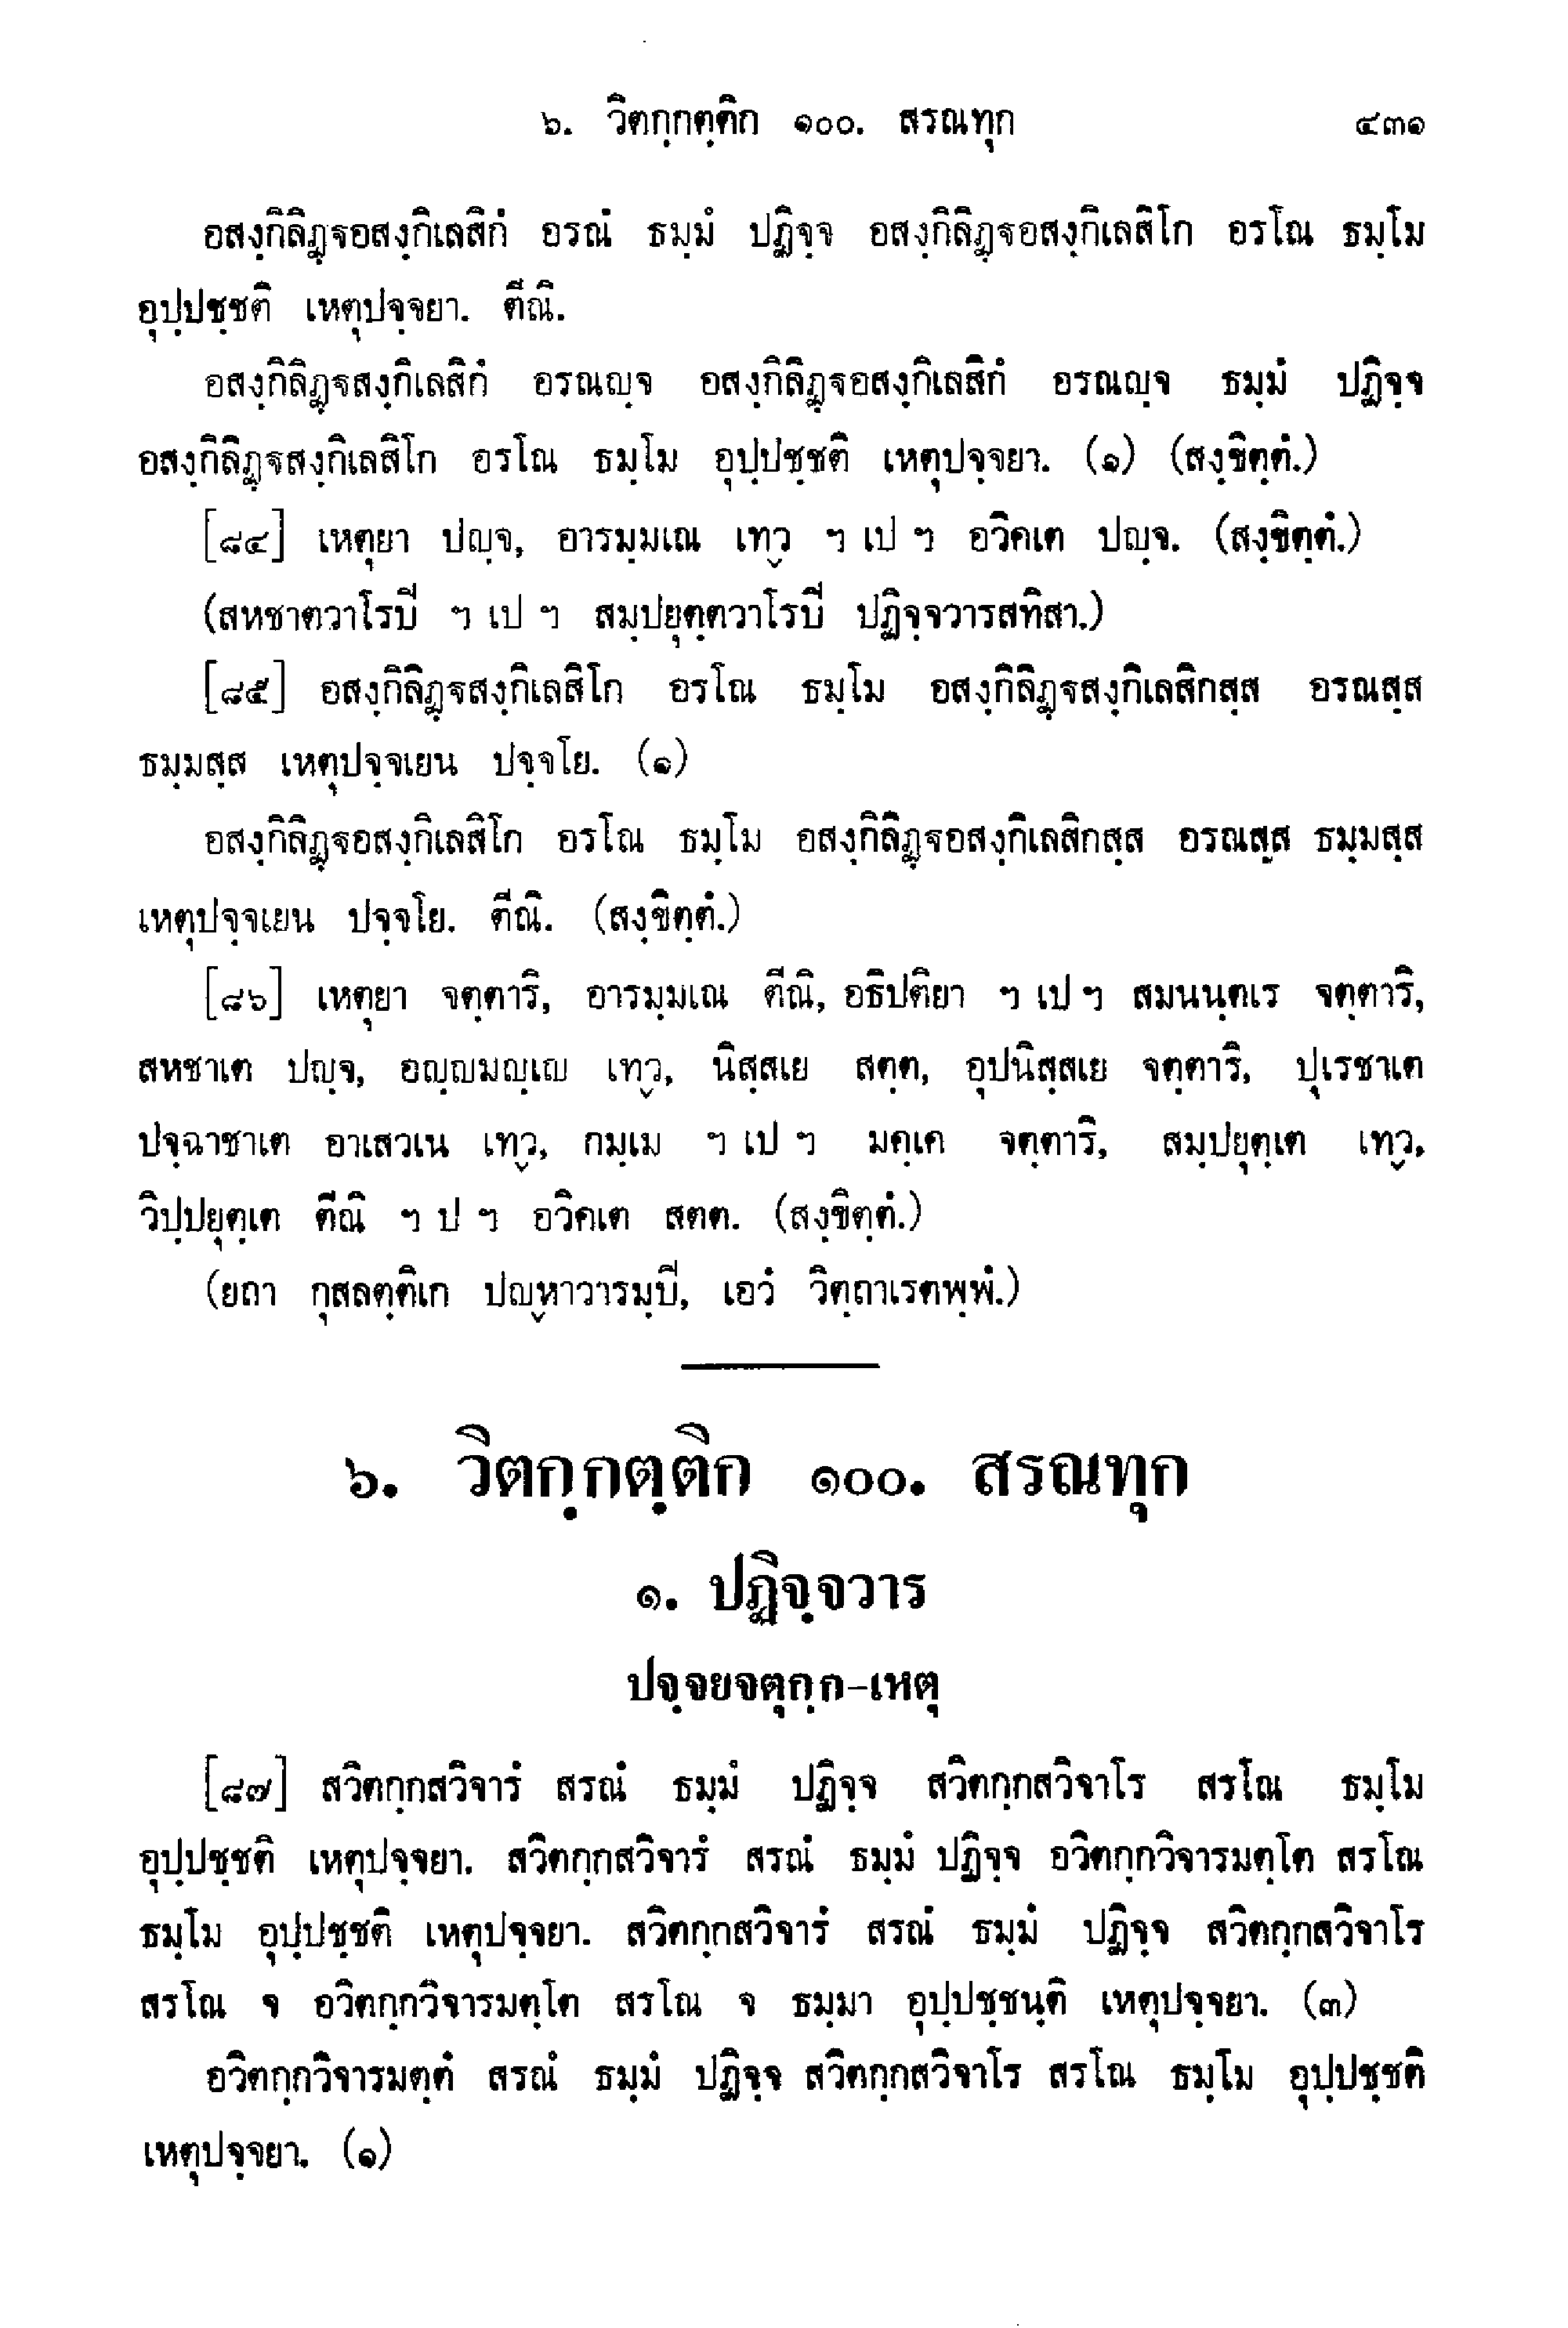 ๖. วิตกฺกตฺติก ๑๐๐. สรณทุก ๔๓๑
อสงฺกิลิฏฺฐอสงฺกิเลสิกํ อรณํ ธมฺมํ ปฏิจฺจ อสงฺกิลิฏฺฐอสงฺกิเลสิโก อรโณ ธมฺโม
อุปฺปชฺชติ เหตุปจฺจยา. ตีณิ.
อสงฺกิลิฏฺฐสงฺกิเลสิกํ อรณญฺจ อสงฺกิลิฏฺฐอสงฺกิเลสิกํ อรณญฺจ ธมฺมํ ปฏิจฺจ
อสงฺกิลิฏฺฐสงฺกิเลสิโก อรโณ ธมฺโม อุปฺปชฺชติ เหตุปจฺจยา. (๑) (สงฺขิตฺตํ.)
[๘๔] เหตุยา ปญฺจ, อารมฺมเณ เทฺว ฯ เป ฯ อวิคเต ปญฺจ. (สงฺขิตฺตํ.)
(สหชาตวาโรปิ ฯ เป ฯ สมฺปยุตฺตวาโรปิ ปฏิจฺจวารสทิสา.)
[๘๕] อสงฺกิลิฏฺฐสงฺกิเลสิโก อรโณ ธมฺโม อสงฺกิลิฏฺฐสงฺกิเลสิกสฺส อรณสฺส
ธมฺมสฺส เหตุปจฺจเยน ปจฺจโย. (๑)
อสงฺกิลิฏฺฐอสงฺกิเลสิโก อรโณ ธมฺโม อสงฺกิลิฏฺฐอสงฺกิเลสิกสฺส อรณสฺส ธมฺมสฺส
เหตุปจฺจเยน ปจฺจโย. ตีณิ. (สงฺขิตฺตํ.)
[๘๖] เหตุยา จตฺตาริ, อารมฺมเณ ตีณิ, อธิปติยา ฯ เป ฯ สมนนฺตเร จตฺตาริ,
สหชาเต ปญฺจ, อญฺญมญฺเญ เทฺว, นิสฺสเย สตฺต, อุปนิสฺสเย จตฺตาริ, ปุเรชาเต
ปจฺฉาชาเต อาเสวเน เทฺว, กมฺเม ฯ เป ฯ มคฺเค จตฺตาริ, สมฺปยุตฺเต เทฺว,
วิปฺปยุตฺเต ตีณิ ฯ ป ฯ อวิคเต สตต. (สงฺขิตฺตํ.)
(ยถา กุสลตฺติเก ปญฺหาวารมฺปิ, เอวํ วิตฺถาเรตพฺพํ.)
๖. วิตกฺกตฺติก ๑๐๐. สรณทุก
๑. ปฏิจฺจวาร
ปจฺจยจตุกฺก-เหตุ
[๘๗] สวิตกฺกสวิจารํ สรณํ ธมฺมํ ปฏิจฺจ สวิตกฺกสวิจาโร สรโณ ธมฺโม
อุปฺปชฺชติ เหตุปจฺจยา. สวิตกฺกสวิจารํ สรณํ ธมฺมํ ปฏิจฺจ อวิตกฺกวิจารมตฺโต สรโณ
ธมฺโม อุปฺปชฺชติ เหตุปจฺจยา. สวิตกฺกสวิจารํ สรณํ ธมฺมํ ปฏิจฺจ สวิตกฺกสวิจาโร
สรโณ จ อวิตกฺกวิจารมตฺโต สรโณ จ ธมฺมา อุปฺปชฺชนฺติ เหตุปจฺจยา. (๓)
อวิตกฺกวิจารมตฺตํ สรณํ ธมฺมํ ปฏิจฺจ สวิตกฺกสวิจาโร สรโณ ธมฺโม อุปฺปชฺชติ
เหตุปจฺจยา. (๑)